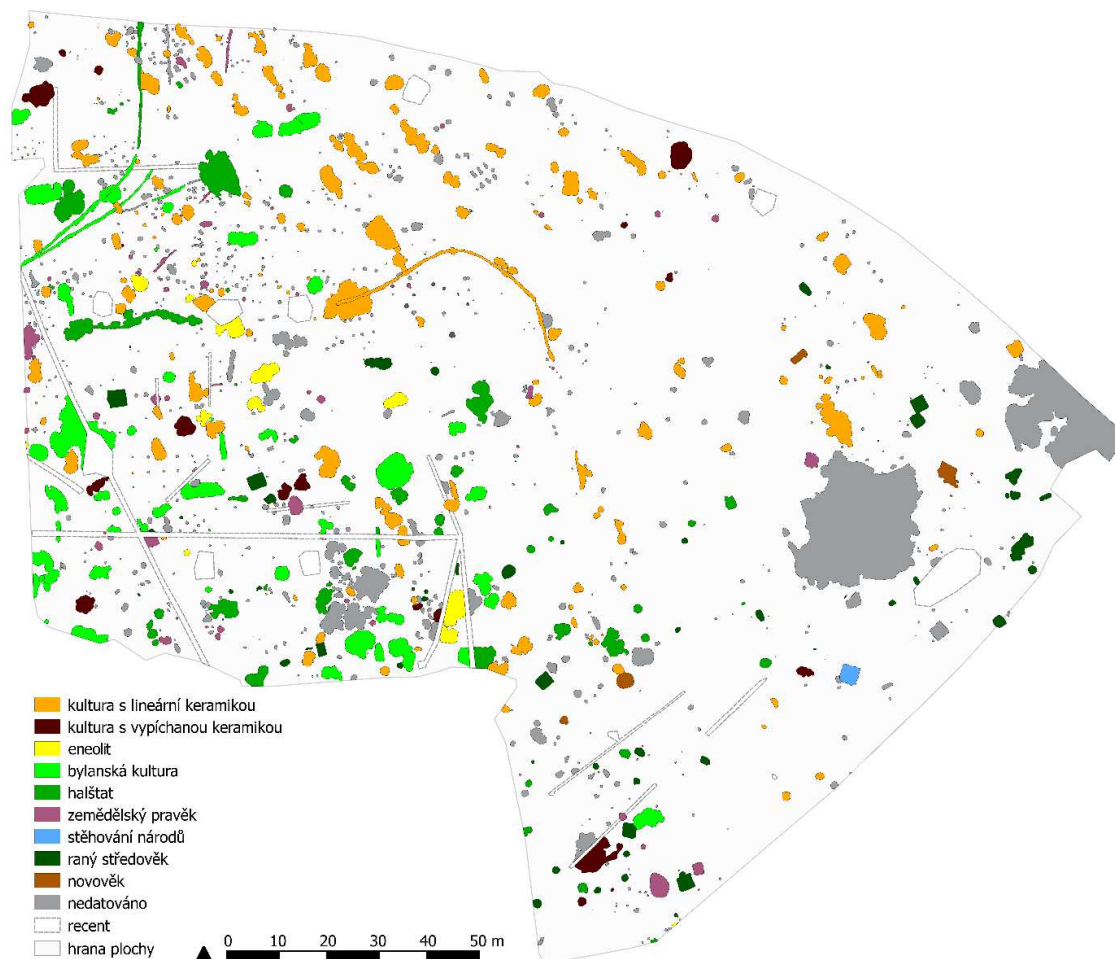 kultura s lineární keramikou
kultura s vypíchanou keramikou
eneolit
bylanská kultura
halštat
zemědělský pravěk
stěhování národů
raný středověk
novověk
nedatováno
recent
hrana plochy
0 10 20 30 40 50 m